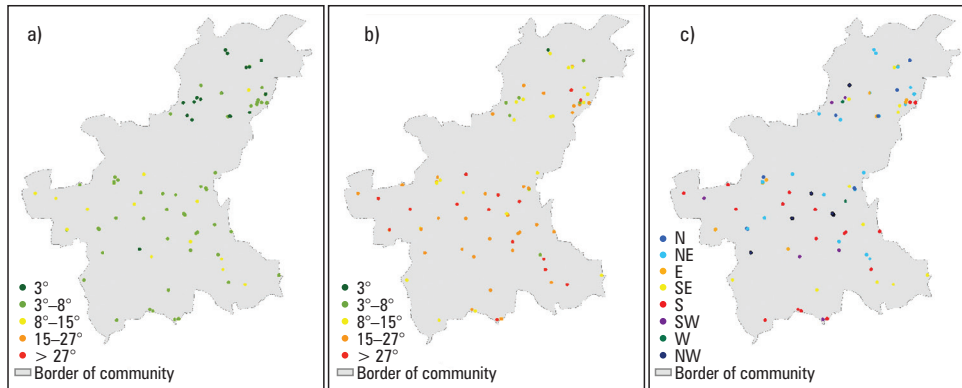 a)
3°
3°–8°
8°–15°
15–27°
> 27°
Border of community
b)
3°
3°–8°
8°–15°
15–27°
> 27°
Border of community
c)
N
NE
E
SE
S
SW
W
NW
Border of community